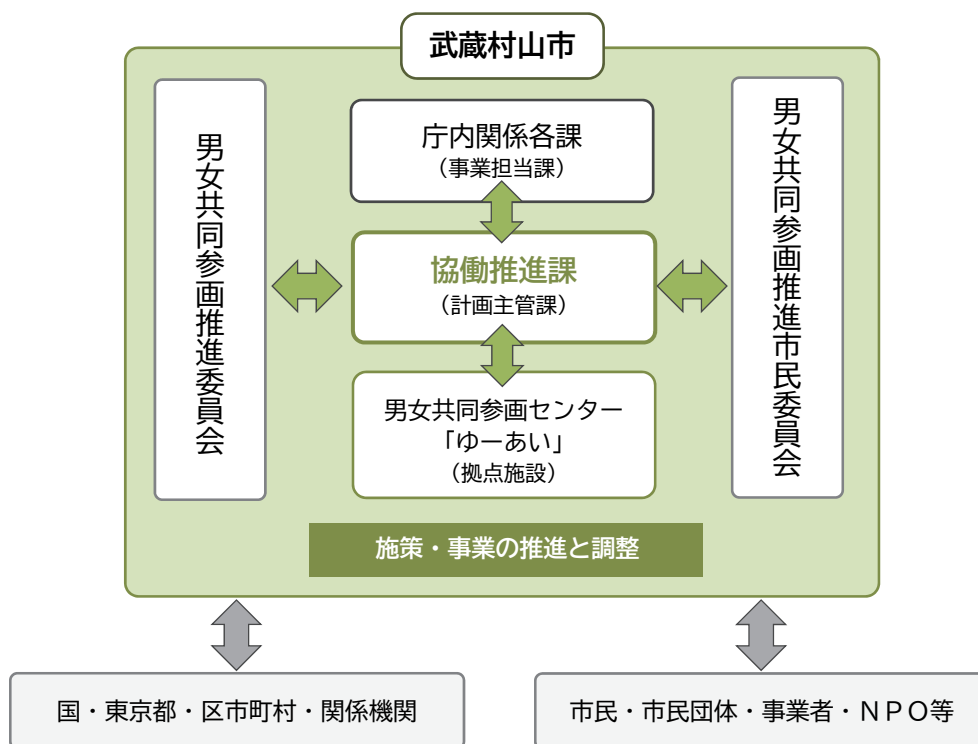 武蔵村山市
男女共同参画推進委員会
庁内関係各課
（事業担当課）
協働推進課
（計画主管課）
男女共同参画センター
「ゆーあい」
（拠点施設）
男女共同参画推進市民委員会
施策・事業の推進と調整
国・東京都・区市町村・関係機関
市民・市民団体・事業者・ＮＰＯ等